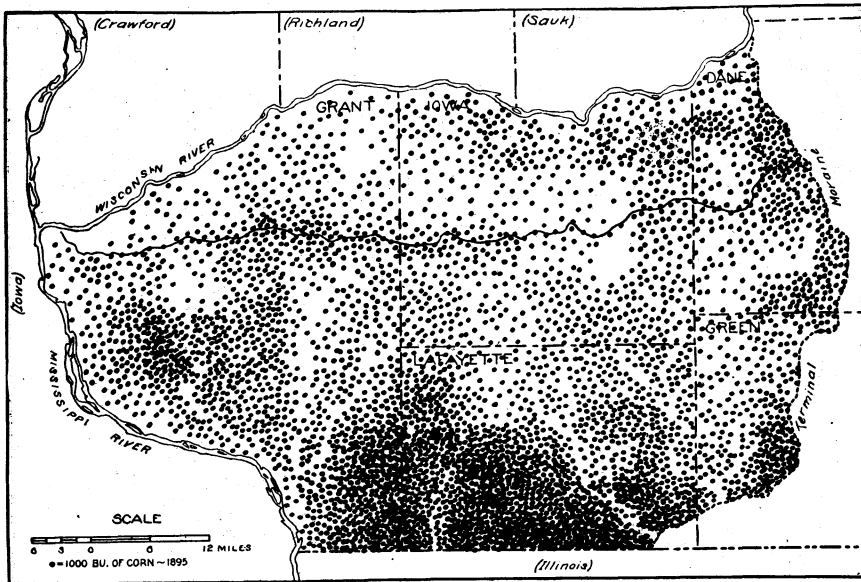 (Crawford)
(Richland)
(Sauk)
DANE
GRANT
IOWA
WISCONSIN RIVER
Moraine
(Iowa)
GREEN
LAFAYETTE
MISSISSIPPI
RIVER
Terminal
SCALE
6 3 0 6 12 MILES
●=1000 BU. OF CORN ~ 1895
(Illinois)